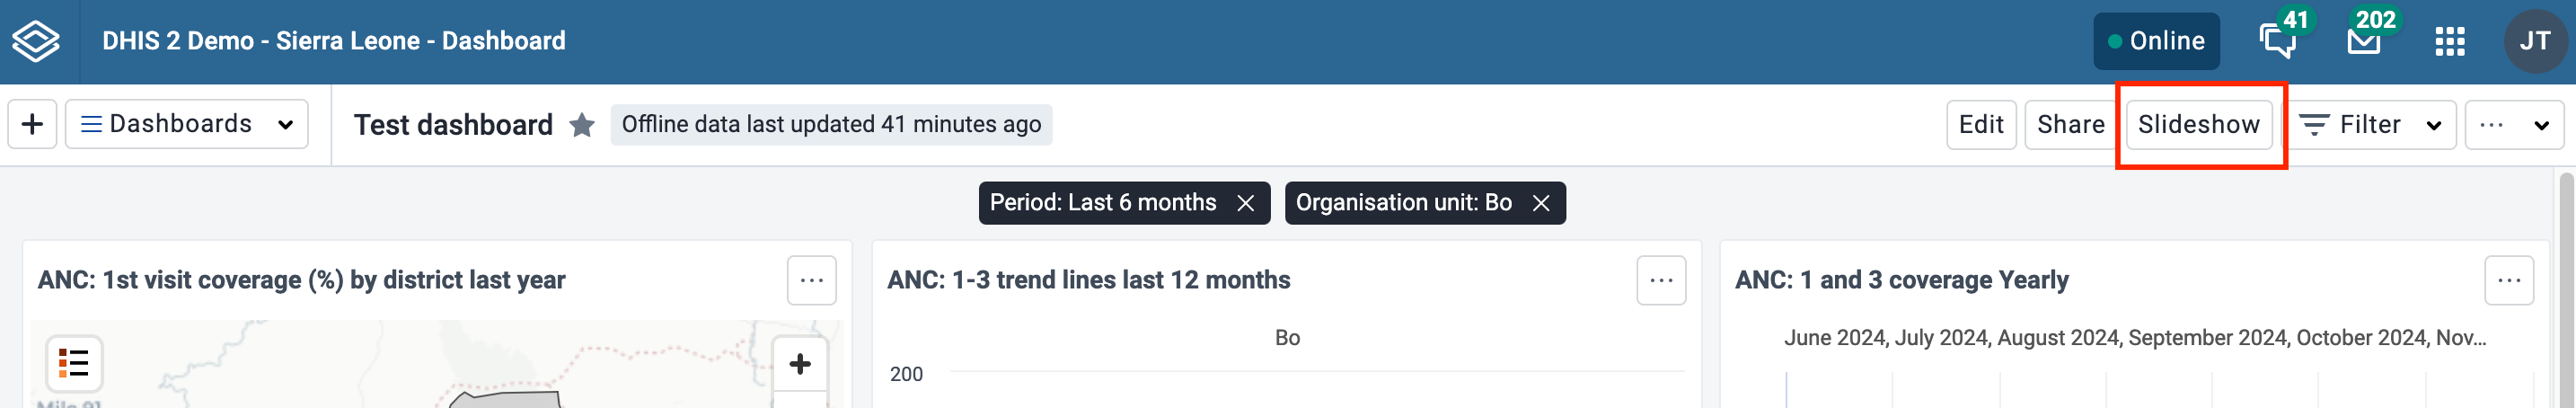 DHIS 2 Demo - Sierra Leone - Dashboard
Online
41
202
JT
+ Dashboards
Test dashboard
Offline data last updated 41 minutes ago
Edit
Share
Slideshow
Filter
...
Period: Last 6 months
Organisation unit: Bo
ANC: 1st visit coverage (%) by district last year
...
+
Mile 91
ANC: 1-3 trend lines last 12 months
...
Bo
200
ANC: 1 and 3 coverage Yearly
...
June 2024, July 2024, August 2024, September 2024, October 2024, Nov...